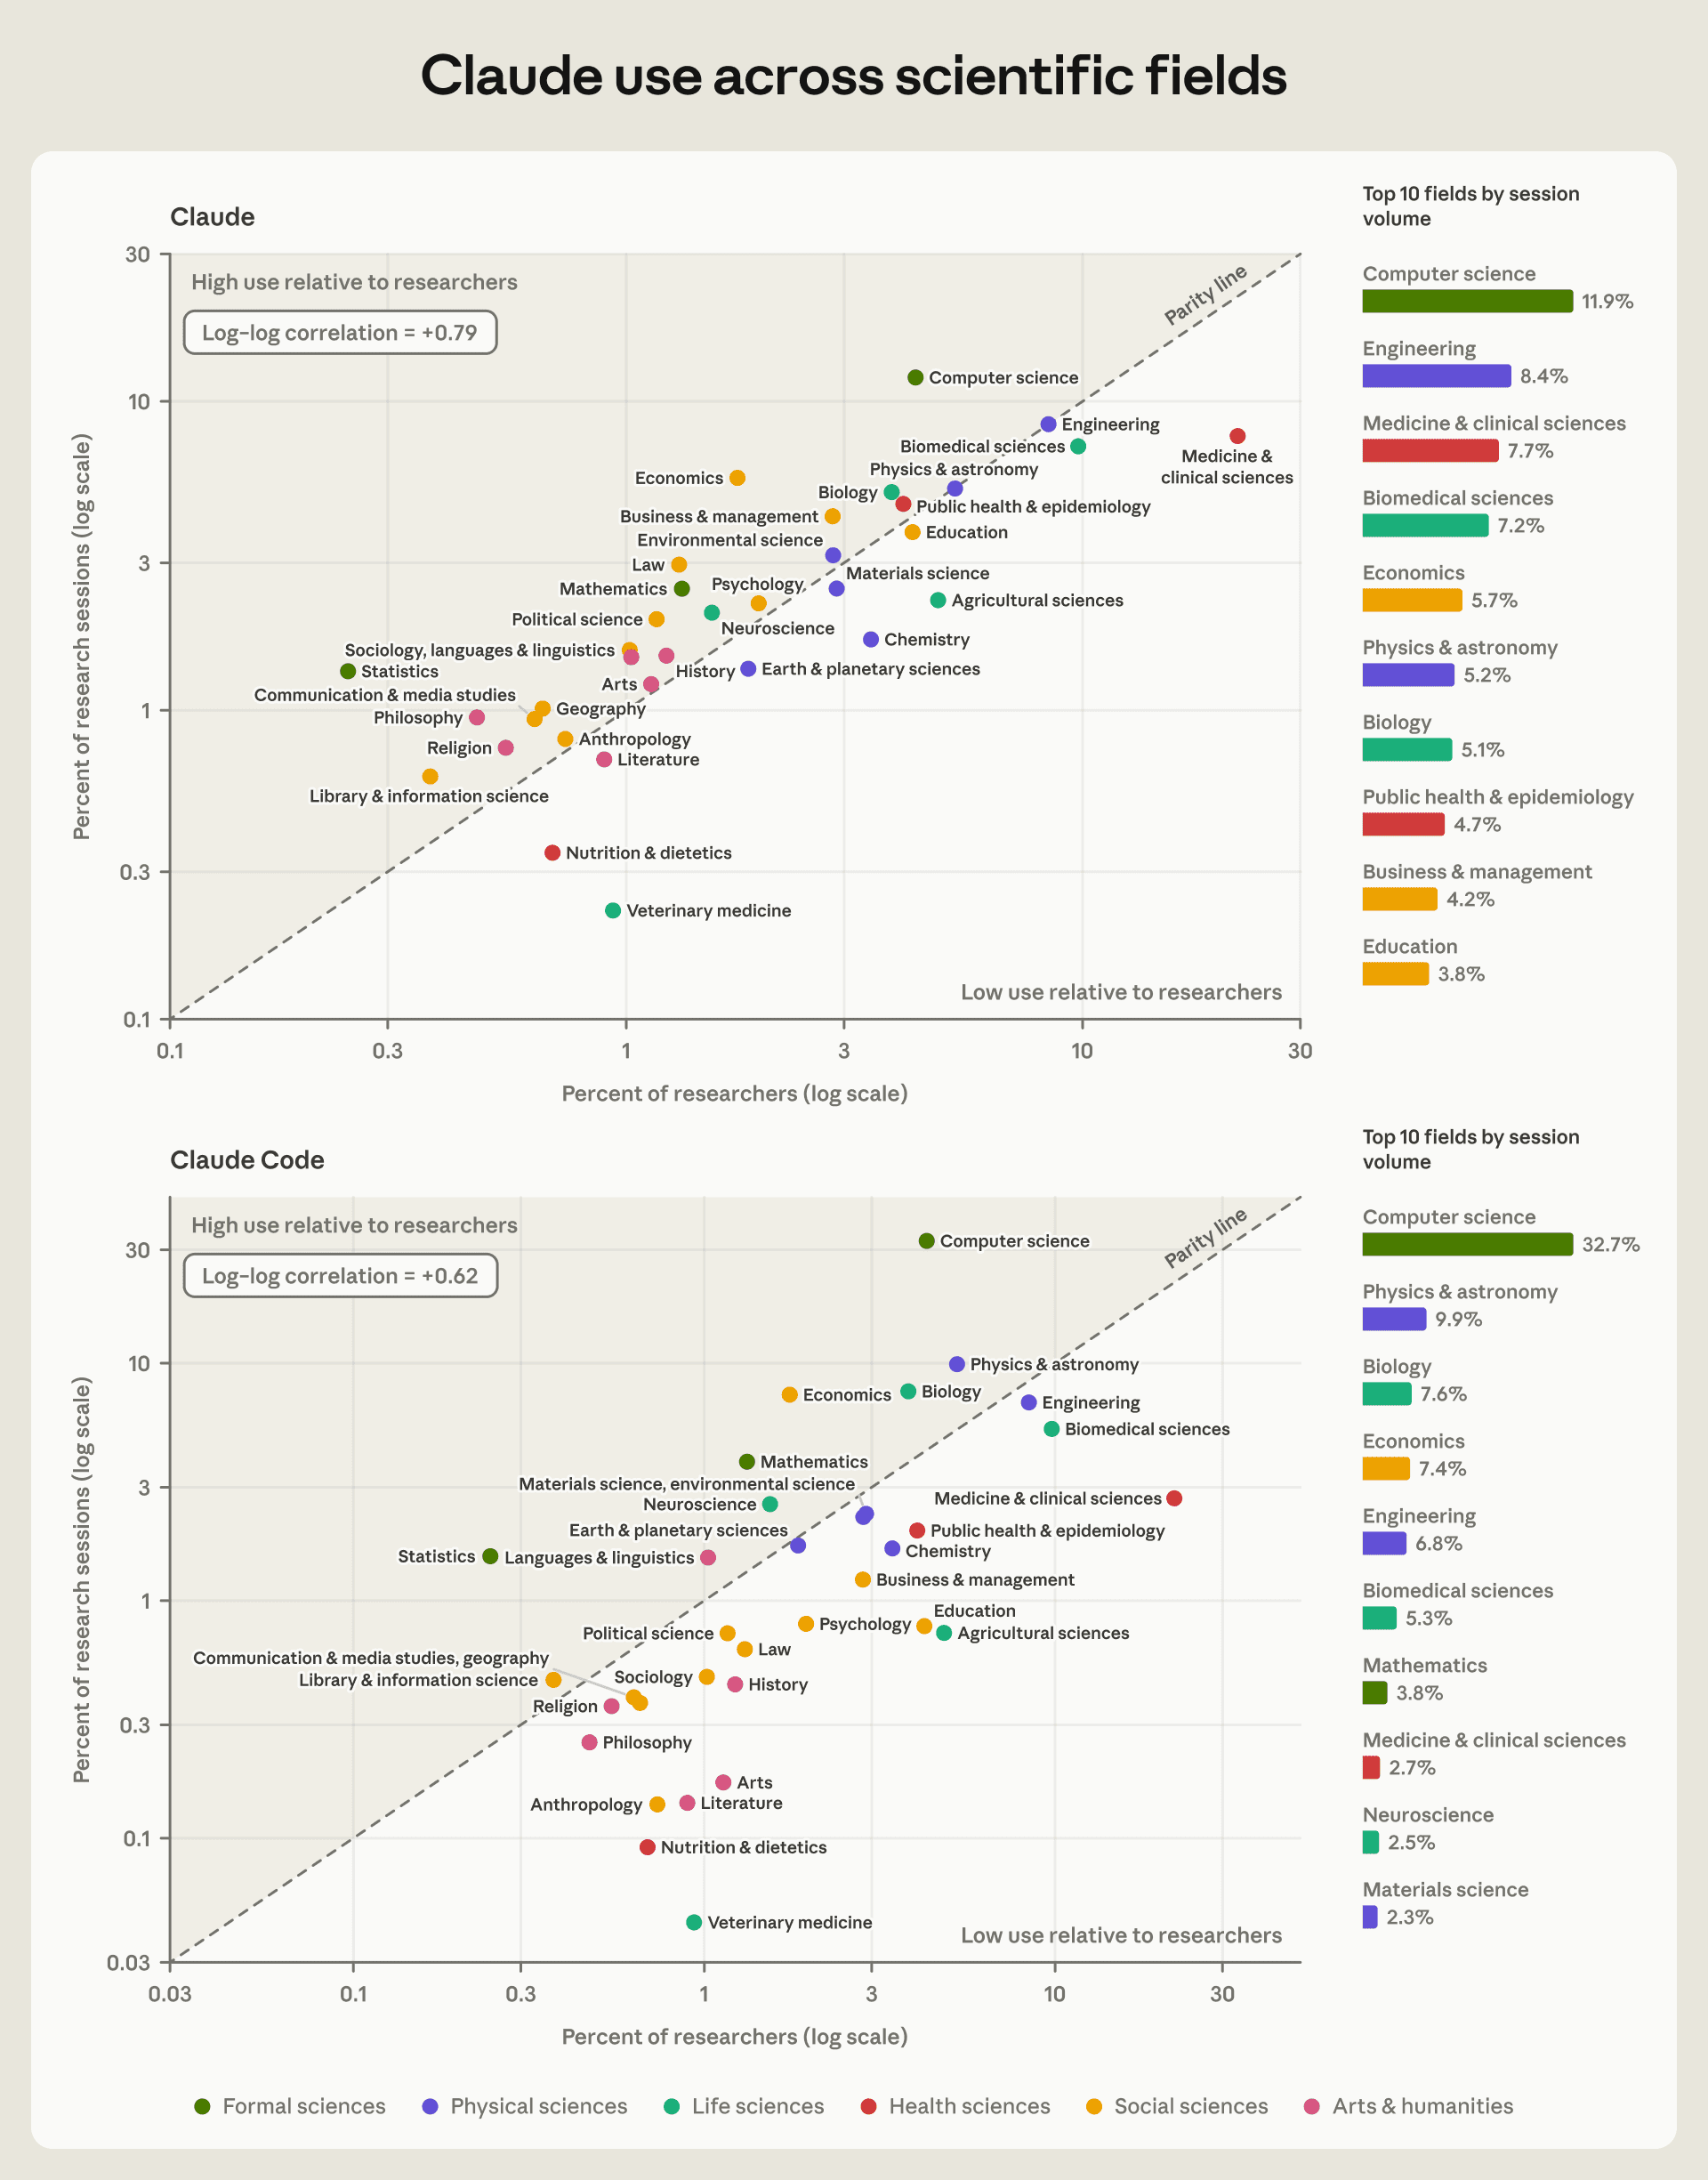 Claude use across scientific fields
Claude
30
10
3
1
0.3
0.1
Percent of research sessions (log scale)
High use relative to researchers
Log-log correlation = +0.79
Parity line
Computer science
Engineering
Biomedical sciences
Medicine &
clinical sciences
Physics & astronomy
Economics
Biology
Public health & epidemiology
Business & management
Education
Environmental science
Law
Materials science
Mathematics
Psychology
Agricultural sciences
Political science
Neuroscience
Chemistry
Sociology, languages & linguistics
History
Earth & planetary sciences
Statistics
Arts
Communication & media studies
Geography
Philosophy
Anthropology
Religion
Literature
Library & information science
Nutrition & dietetics
Veterinary medicine
Low use relative to researchers
0.1
0.3
1
3
10
30
Percent of researchers (log scale)
Top 10 fields by session
volume
Computer science
11.9%
Engineering
8.4%
Medicine & clinical sciences
7.7%
Biomedical sciences
7.2%
Economics
5.7%
Physics & astronomy
5.2%
Biology
5.1%
Public health & epidemiology
4.7%
Business & management
4.2%
Education
3.8%
Claude Code
30
10
3
1
0.3
0.1
0.03
Percent of research sessions (log scale)
High use relative to researchers
Log-log correlation = +0.62
Parity line
Computer science
Physics & astronomy
Economics
Biology
Engineering
Biomedical sciences
Mathematics
Materials science, environmental science
Neuroscience
Medicine & clinical sciences
Earth & planetary sciences
Public health & epidemiology
Statistics
Languages & linguistics
Chemistry
Business & management
Education
Psychology
Political science
Agricultural sciences
Law
Communication & media studies, geography
Library & information science
Sociology
History
Religion
Philosophy
Arts
Anthropology
Literature
Nutrition & dietetics
Veterinary medicine
Low use relative to researchers
0.03
0.1
0.3
1
3
10
30
Percent of researchers (log scale)
Top 10 fields by session
volume
Computer science
32.7%
Physics & astronomy
9.9%
Biology
7.6%
Economics
7.4%
Engineering
6.8%
Biomedical sciences
5.3%
Mathematics
3.8%
Medicine & clinical sciences
2.7%
Neuroscience
2.5%
Materials science
2.3%
Formal sciences
Physical sciences
Life sciences
Health sciences
Social sciences
Arts & humanities